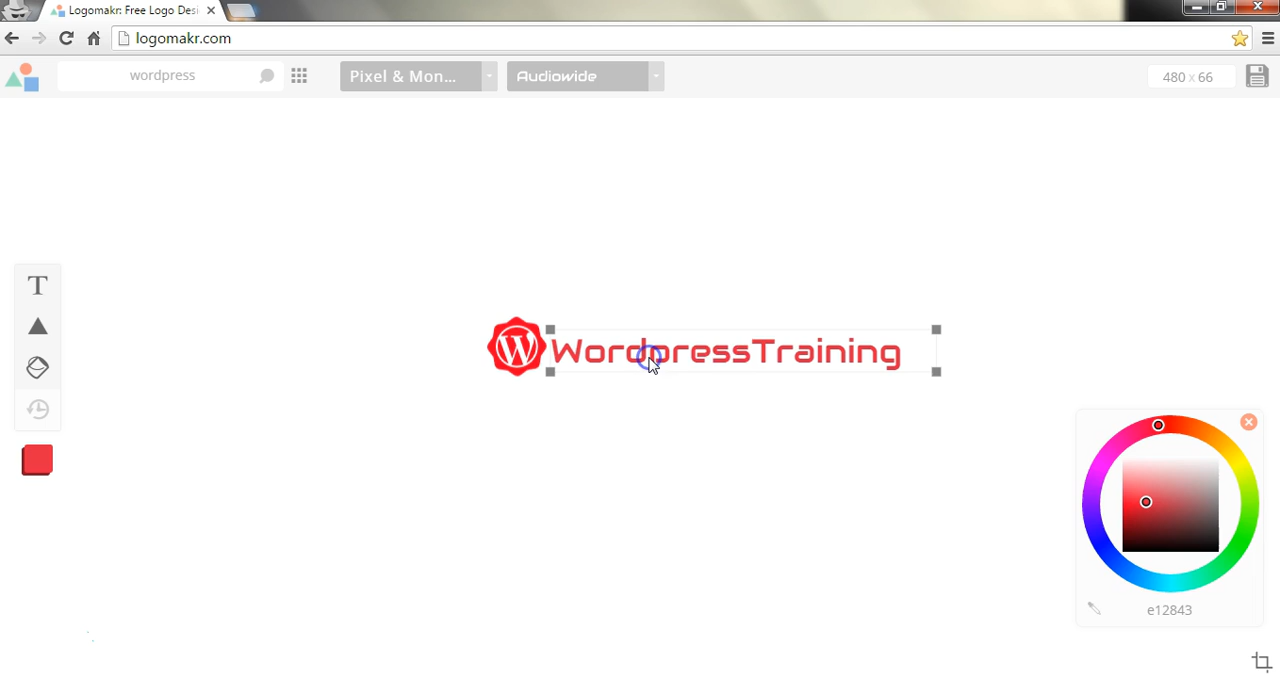 Logomakr: Free Logo Desi
logomakr.com
wordpress
Pixel & Mon...
Audiowide
480 x 66
T
W WordpressTraining
e12843